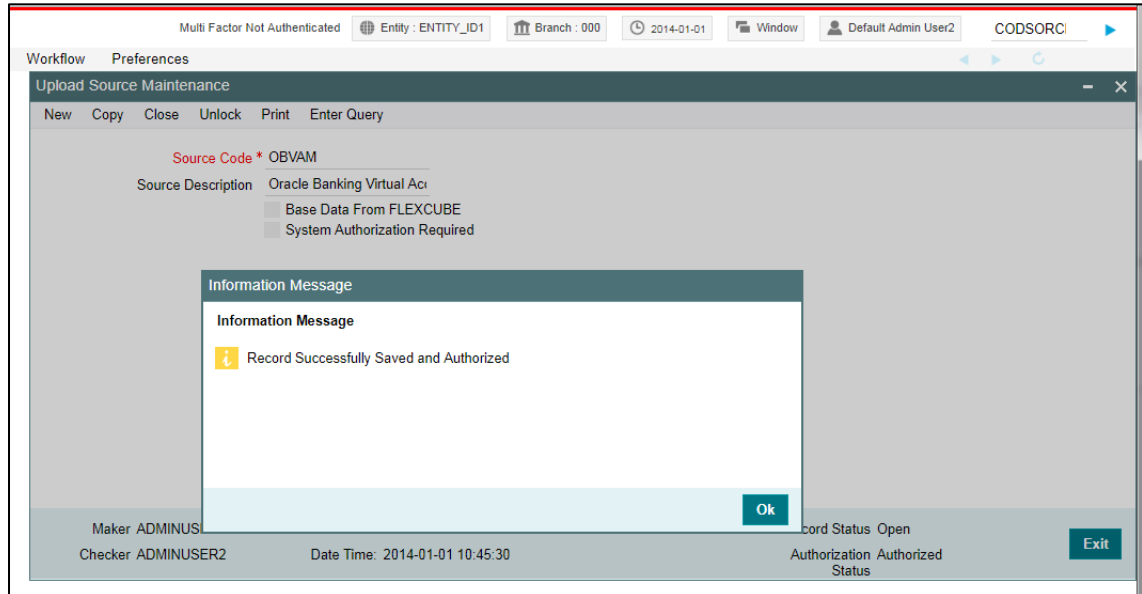 Multi Factor Not Authenticated Entity : ENTITY_ID1 Branch : 000 2014-01-01 Window Default Admin User2 CODSORC
Workflow Preferences
Upload Source Maintenance
New Copy Close Unlock Print Enter Query
Source Code * OBVAM
Source Description Oracle Banking Virtual Acc
Base Data From FLEXCUBE
System Authorization Required
Information Message
Information Message
Record Successfully Saved and Authorized
Ok
Maker ADMINUS cord Status Open
Checker ADMINUSER2 Date Time: 2014-01-01 10:45:30 Authorization Authorized
Status
Exit